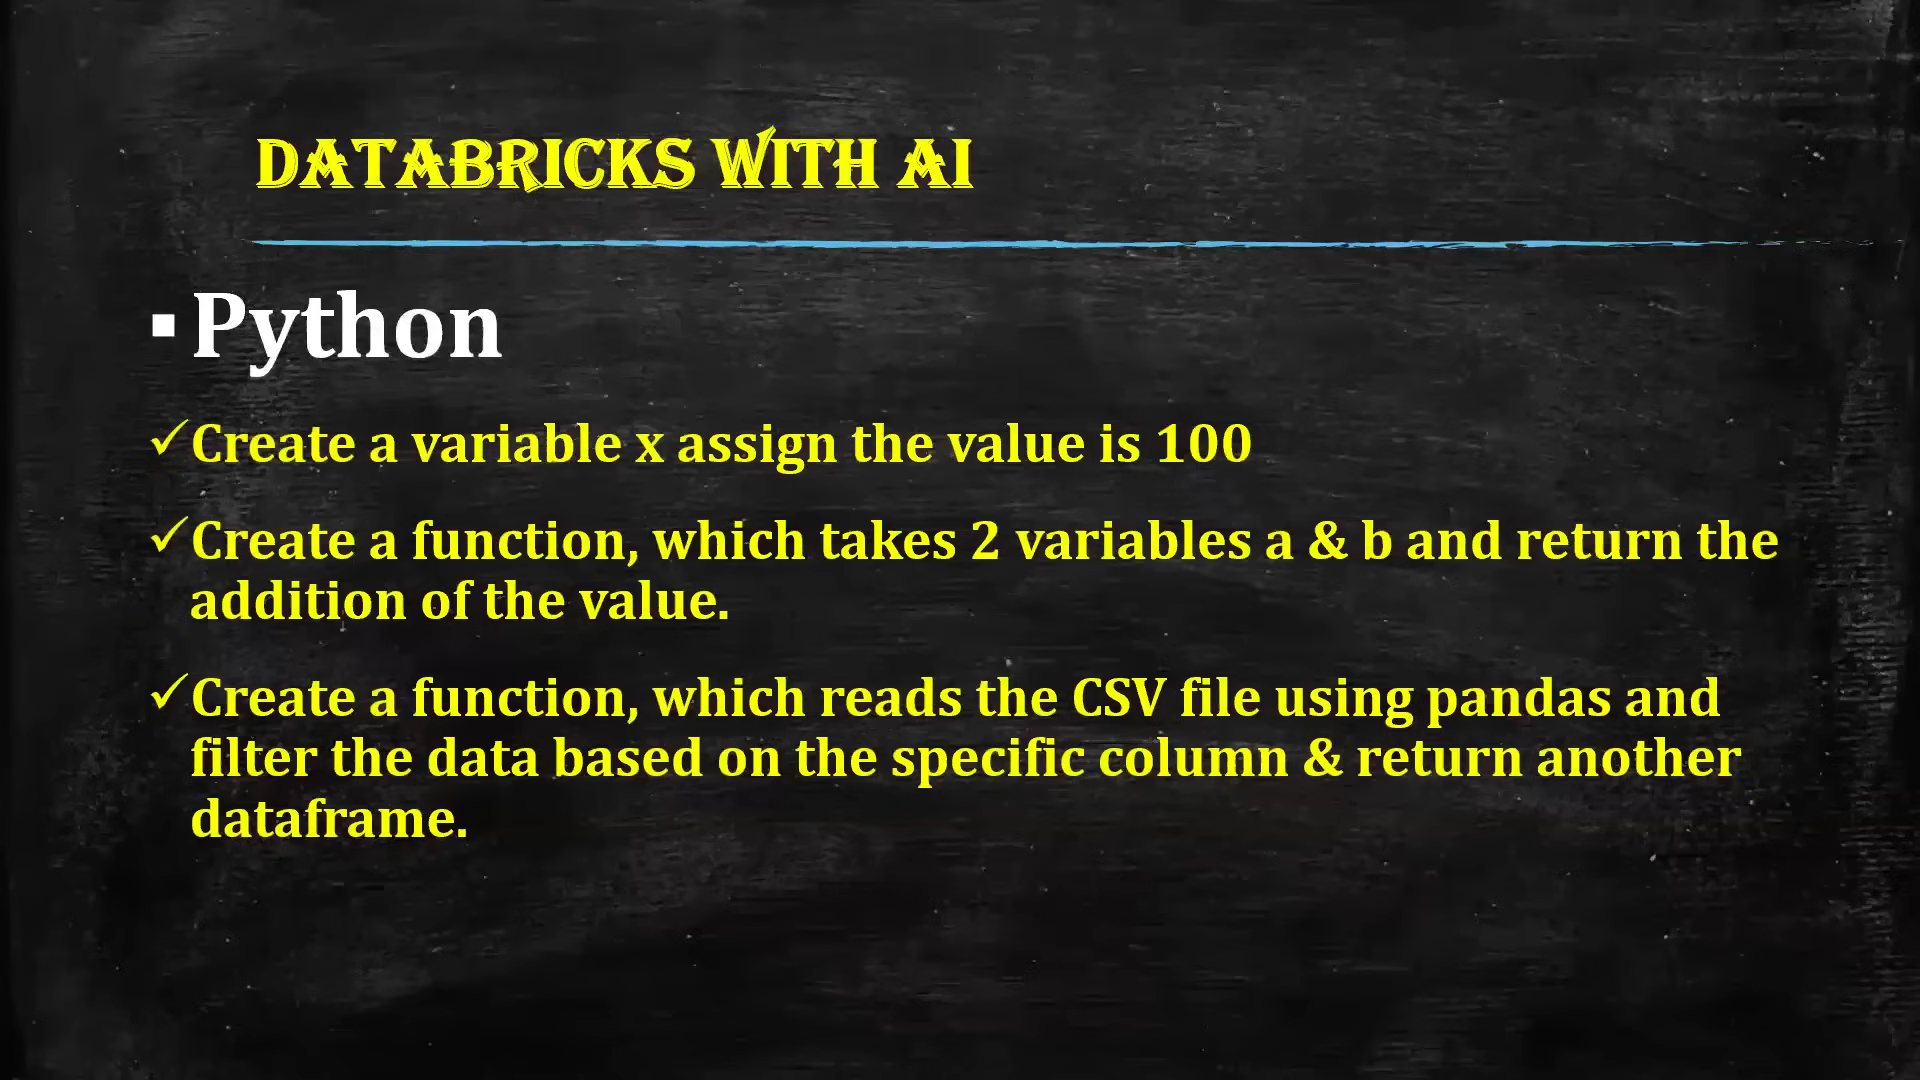 DATABRICKS WITH AI
▪Python
✓Create a variable x assign the value is 100
✓Create a function, which takes 2 variables a & b and return the
addition of the value.
✓Create a function, which reads the CSV file using pandas and
filter the data based on the specific column & return another
dataframe.